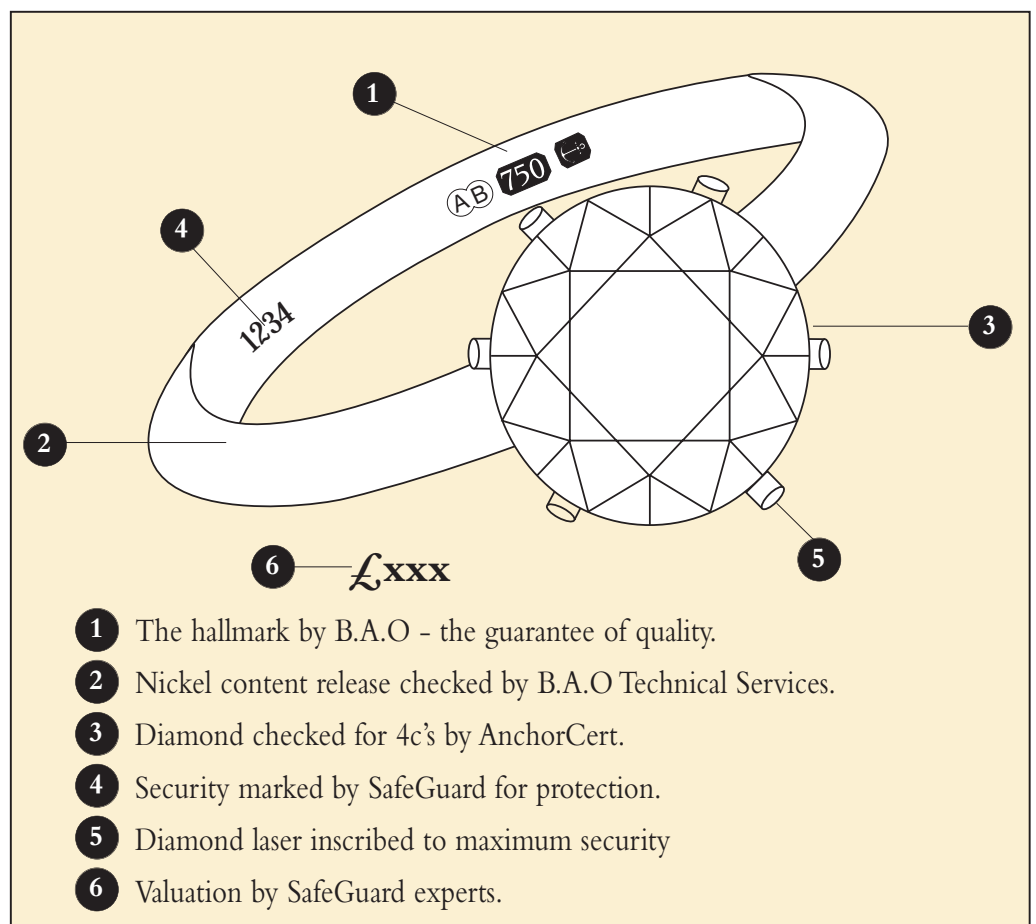 1
AB 750
4
1234
3
2
5
6 £xxx
1 The hallmark by B.A.O - the guarantee of quality.
2 Nickel content release checked by B.A.O Technical Services.
3 Diamond checked for 4c's by AnchorCert.
4 Security marked by SafeGuard for protection.
5 Diamond laser inscribed to maximum security
6 Valuation by SafeGuard experts.